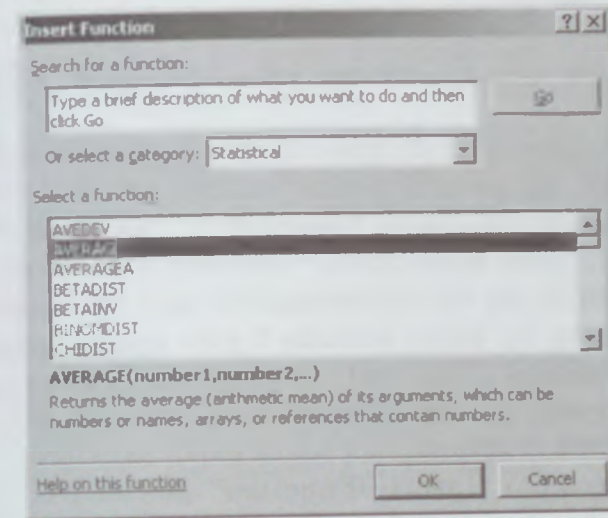 Insert Function
? X
Search for a function:
Type a brief description of what you want to do and then
click Go
Go
Or select a category: Statistical
Select a function:
AVEDEV
AVERAGE
AVERAGEA
BETADIST
BETAINV
BINOMDIST
CHIDIST
AVERAGE(number1,number2,...)
Returns the average (arithmetic mean) of its arguments, which can be
numbers or names, arrays, or references that contain numbers.
Help on this function
OK
Cancel